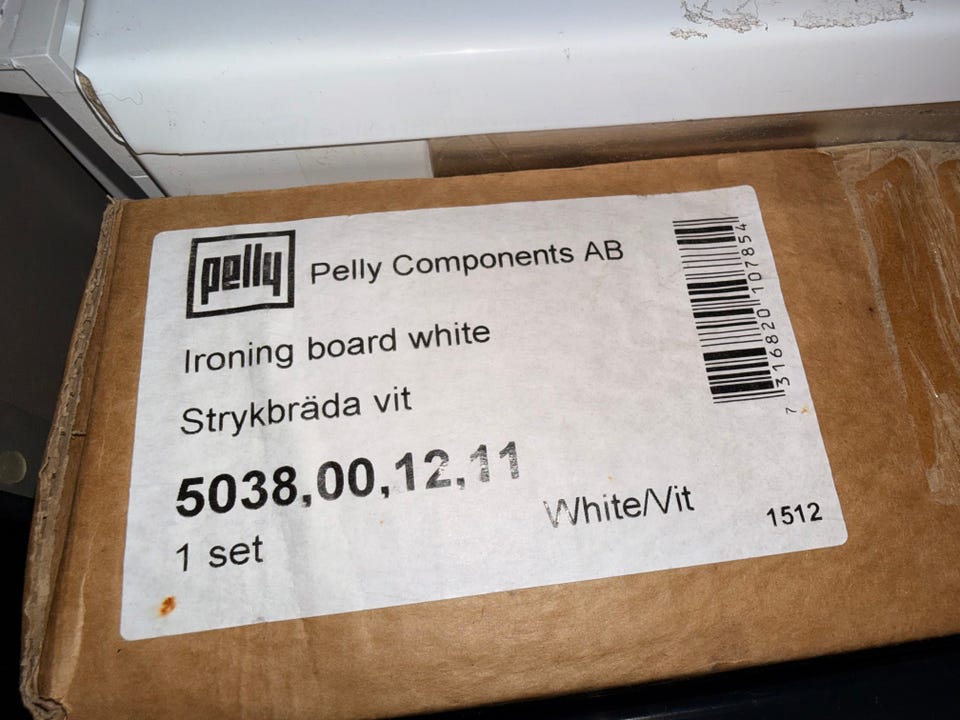 pelly
Pelly Components AB
Ironing board white
Strykbräda vit
5038,00,12,11
White/Vit
1 set
1512
7 316820 107854